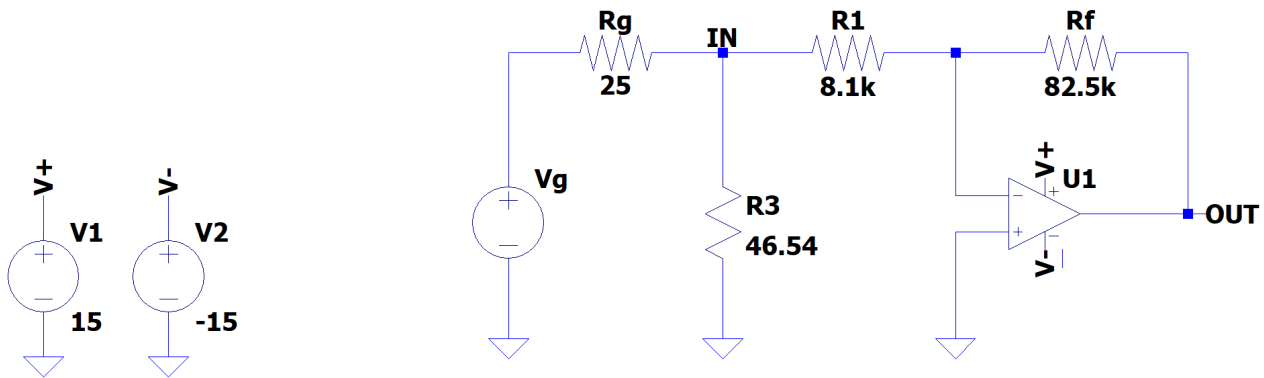 Rg
25
IN
R1
8.1k
Rf
82.5k
V+
V1
15
V-
V2
-15
Vg
R3
46.54
V+
U1
V-
OUT